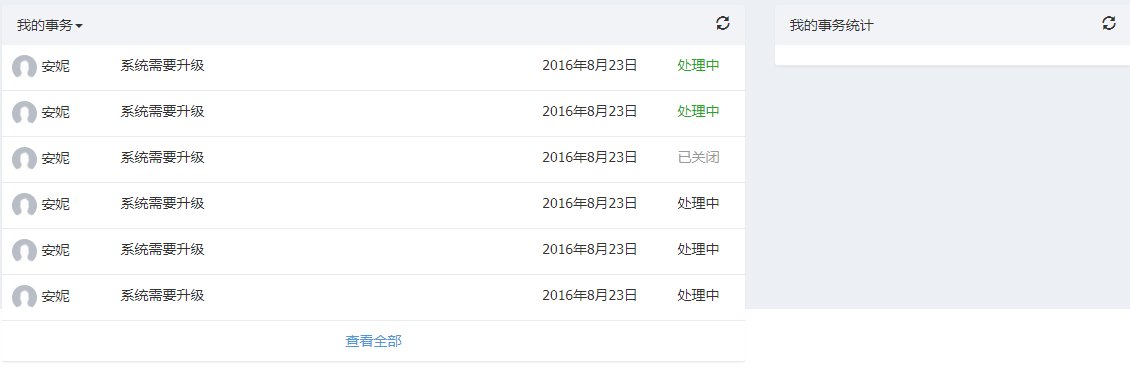 我的事务
我的事务统计
安妮 系统需要升级 2016年8月23日 处理中
安妮 系统需要升级 2016年8月23日 处理中
安妮 系统需要升级 2016年8月23日 已关闭
安妮 系统需要升级 2016年8月23日 处理中
安妮 系统需要升级 2016年8月23日 处理中
安妮 系统需要升级 2016年8月23日 处理中
查看全部